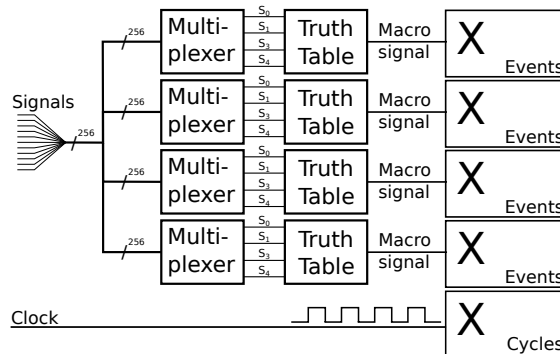 256
Multi-
plexer
S0
S1
S3
S4
Truth
Table
Macro
signal
X
Events
Signals
256
256
Multi-
plexer
S0
S1
S3
S4
Truth
Table
Macro
signal
X
Events
256
Multi-
plexer
S0
S1
S3
S4
Truth
Table
Macro
signal
X
Events
256
Multi-
plexer
S0
S1
S3
S4
Truth
Table
Macro
signal
X
Events
Clock
X
Cycles